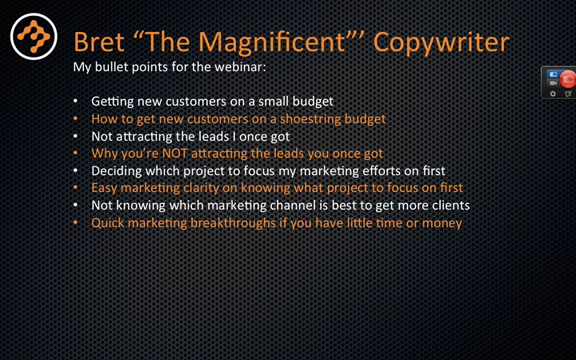 Bret “The Magnificent”’ Copywriter
My bullet points for the webinar:
• Getting new customers on a small budget
• How to get new customers on a shoestring budget
• Not attracting the leads I once got
• Why you’re NOT attracting the leads you once got
• Deciding which project to focus my marketing efforts on first
• Easy marketing clarity on knowing what project to focus on first
• Not knowing which marketing channel is best to get more clients
• Quick marketing breakthroughs if you have little time or money